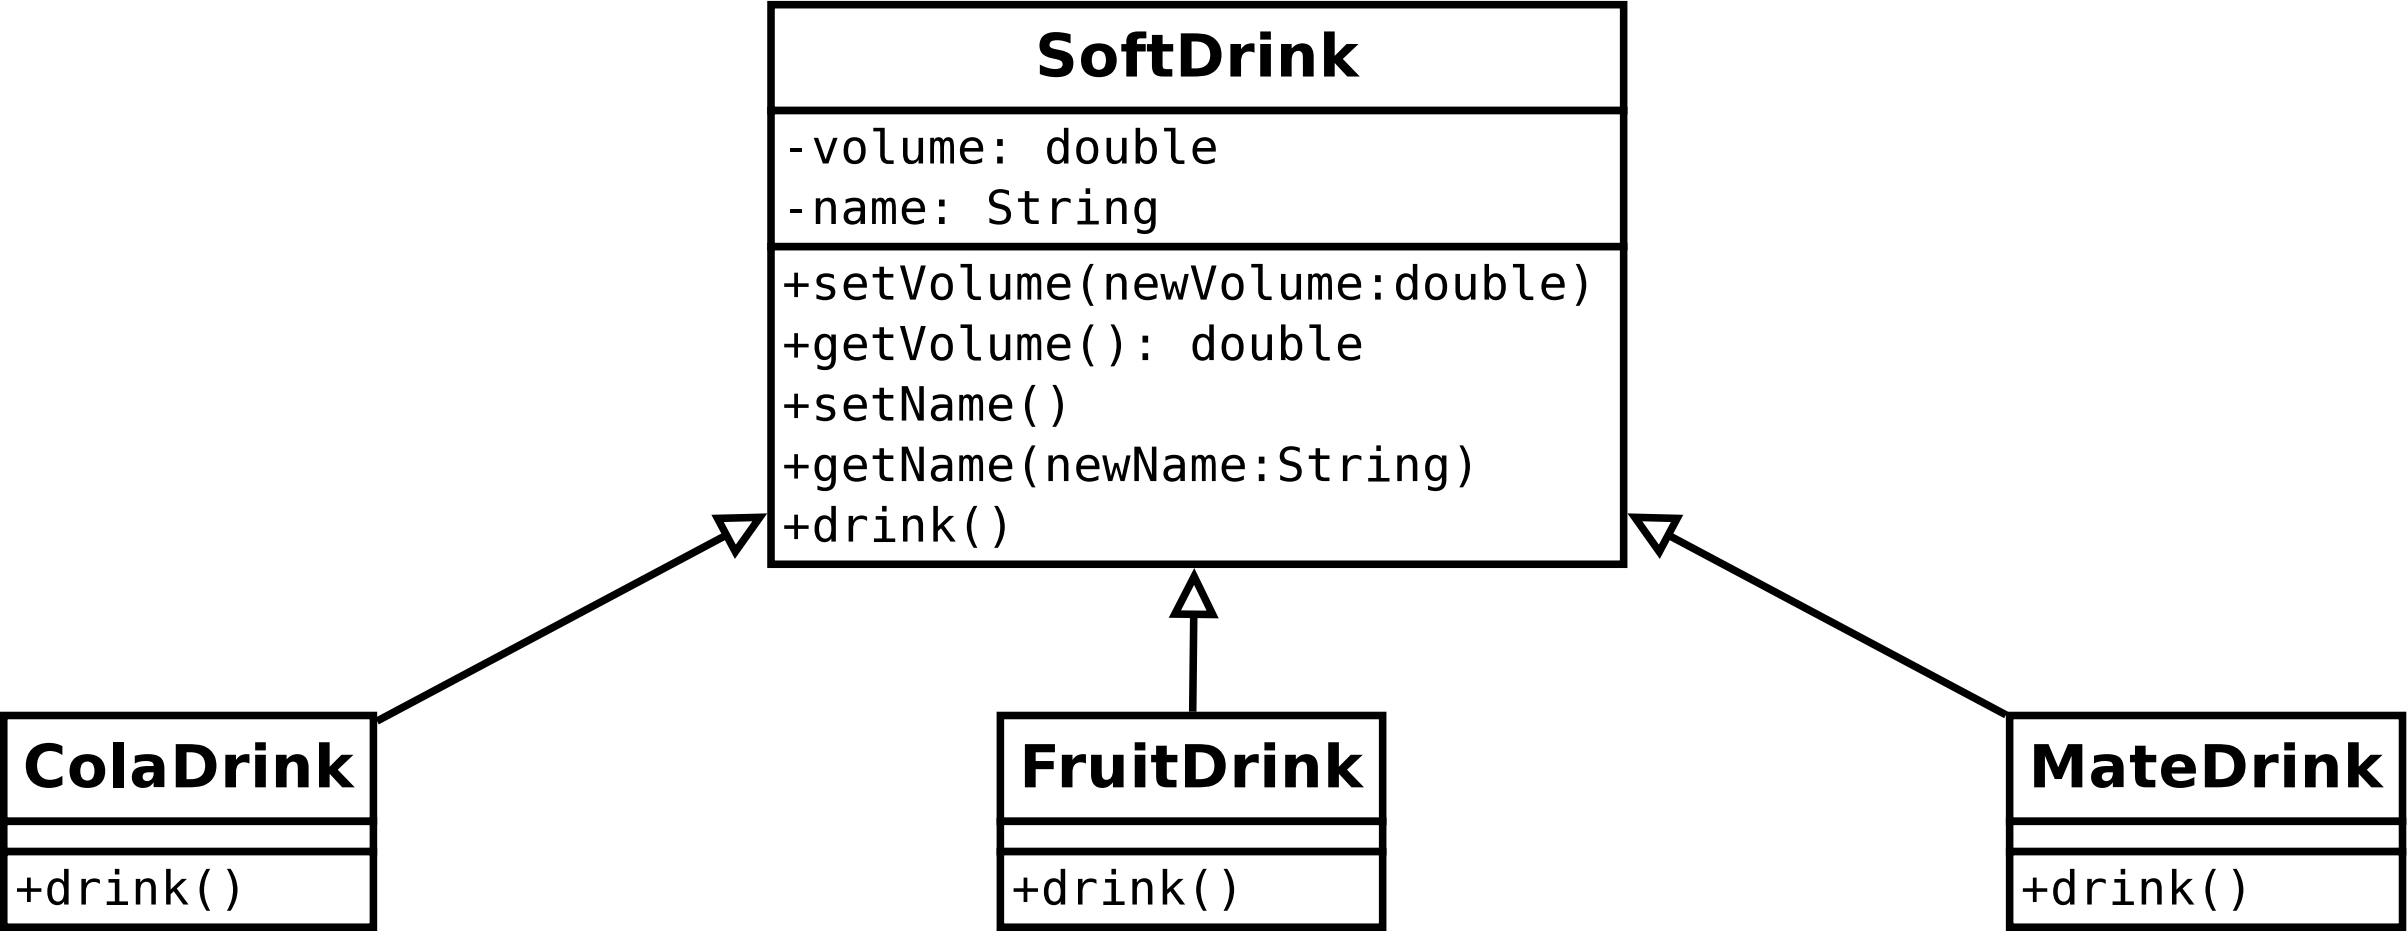 SoftDrink
-volume: double
-name: String
+setVolume(newVolume:double)
+getVolume(): double
+setName()
+getName(newName:String)
+drink()
ColaDrink
+drink()
FruitDrink
+drink()
MateDrink
+drink()